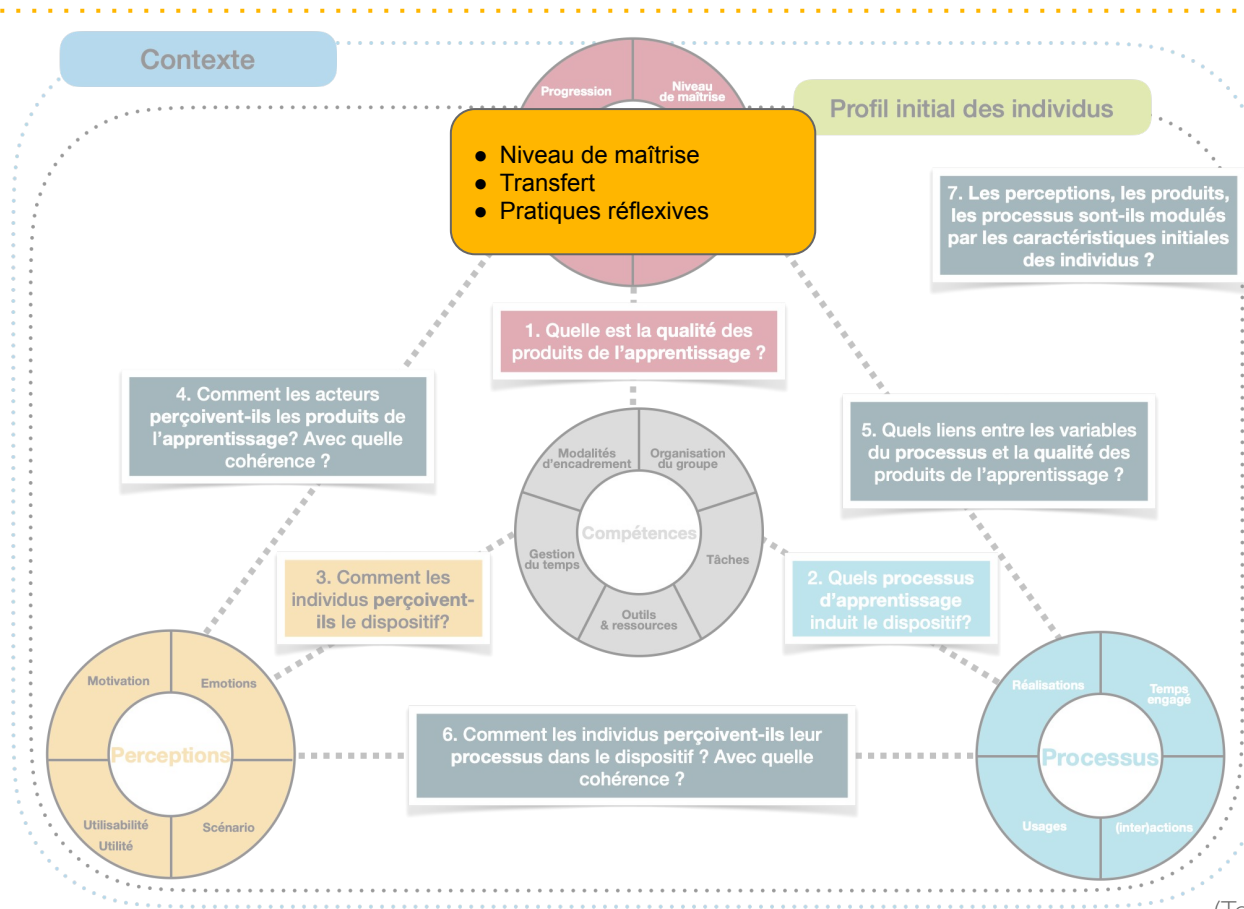 Contexte
Progression
Niveau
de maîtrise
Profil initial des individus
● Niveau de maîtrise
● Transfert
● Pratiques réflexives
7. Les perceptions, les produits,
les processus sont-ils modulés
par les caractéristiques initiales
des individus ?
1. Quelle est la qualité des
produits de l'apprentissage ?
4. Comment les acteurs
perçoivent-ils les produits de
l'apprentissage? Avec quelle
cohérence ?
5. Quels liens entre les variables
du processus et la qualité des
produits de l'apprentissage ?
Modalités
d'encadrement
Organisation
du groupe
Compétences
Gestion
du temps
Tâches
Outils
& ressources
3. Comment les
individus perçoivent-
ils le dispositif?
2. Quels processus
d'apprentissage
induit le dispositif?
Motivation
Emotions
Perceptions
Utilisabilité
Utilité
Scénario
6. Comment les individus perçoivent-ils leur
processus dans le dispositif ? Avec quelle
cohérence ?
Réalisations
Temps
engagé
Processus
Usages
(inter)actions